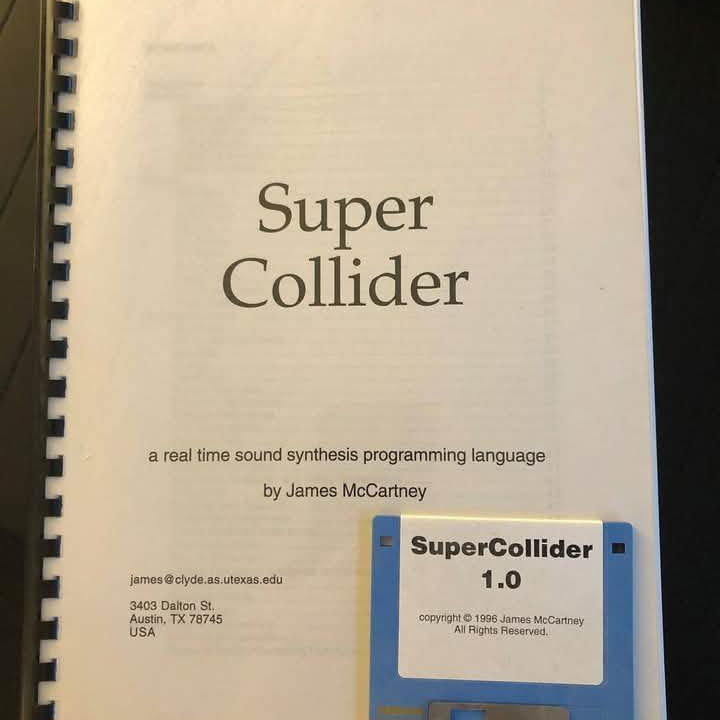 Super
Collider
a real time sound synthesis programming language
by James McCartney
james@clyde.as.utexas.edu
3403 Dalton St.
Austin, TX 78745
USA
SuperCollider
1.0
copyright © 1996 James McCartney
All Rights Reserved.